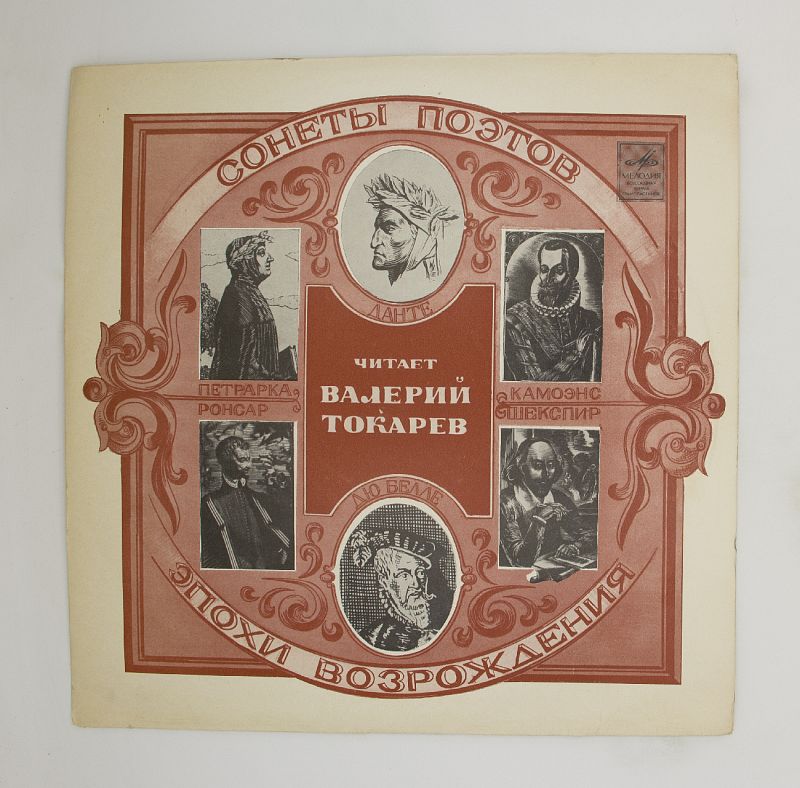 СОНЕТЫ ПОЭТОВ
МЕЛОДИЯ
ДАНТЕ
ПЕТРАРКА
КАМОЭНС
ЧИТАЕТ
ВАЛЕРИЙ
ТОКАРЕВ
РОНСАР
ШЕКСПИР
ДЮ БЕЛЛЕ
ЭПОХИ ВОЗРОЖДЕНИЯ